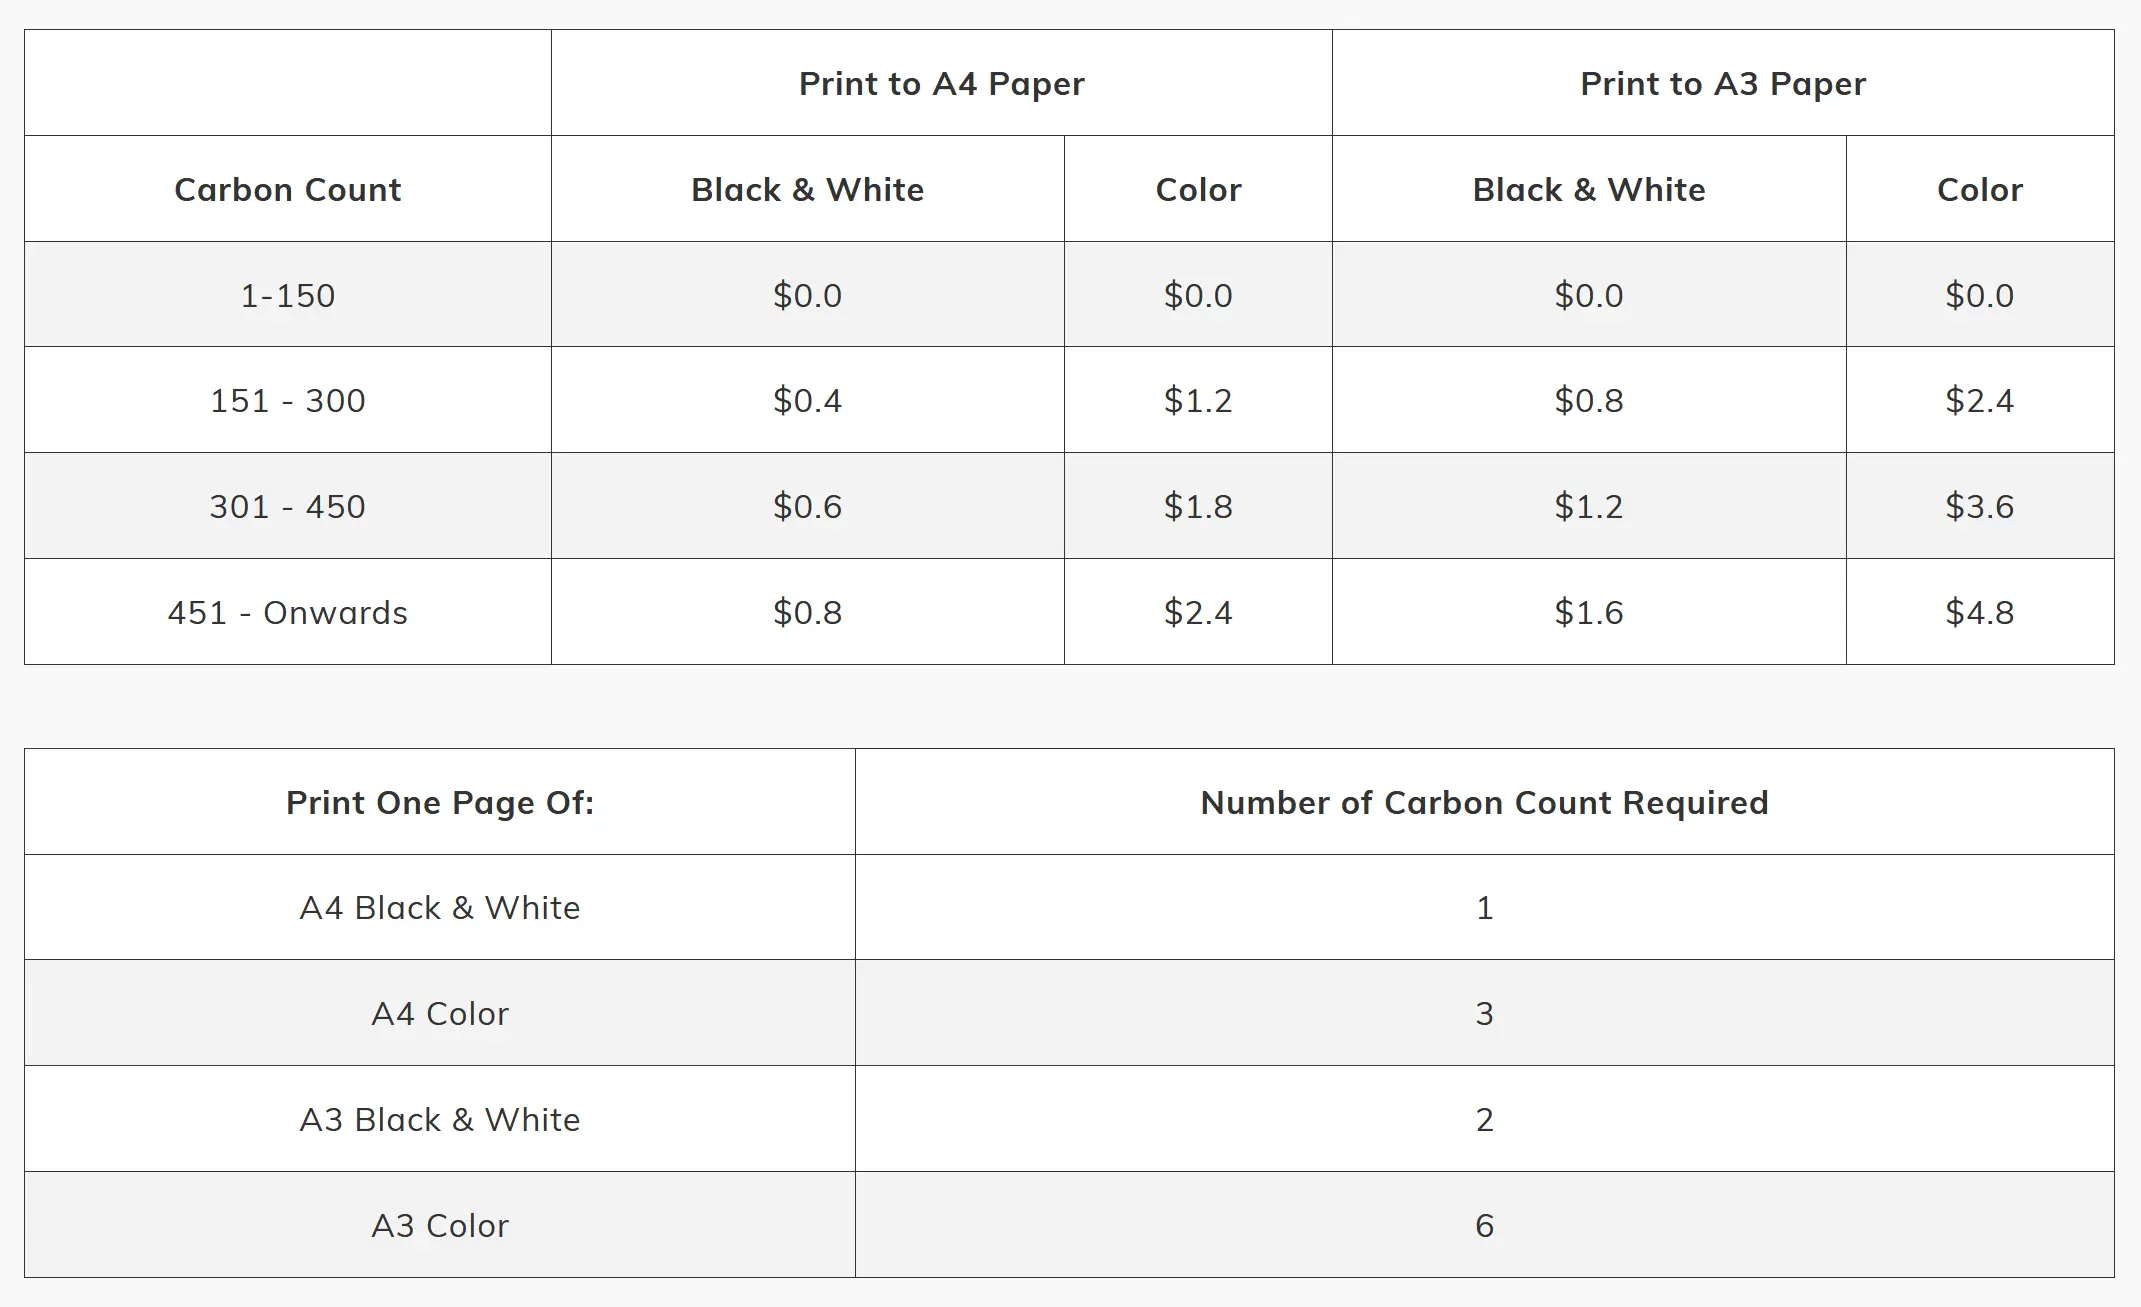 Print to A4 Paper Print to A3 Paper
Carbon Count Black & White Color Black & White Color
1-150 $0.0 $0.0 $0.0 $0.0
151 - 300 $0.4 $1.2 $0.8 $2.4
301 - 450 $0.6 $1.8 $1.2 $3.6
451 - Onwards $0.8 $2.4 $1.6 $4.8
Print One Page Of: Number of Carbon Count Required
A4 Black & White 1
A4 Color 3
A3 Black & White 2
A3 Color 6